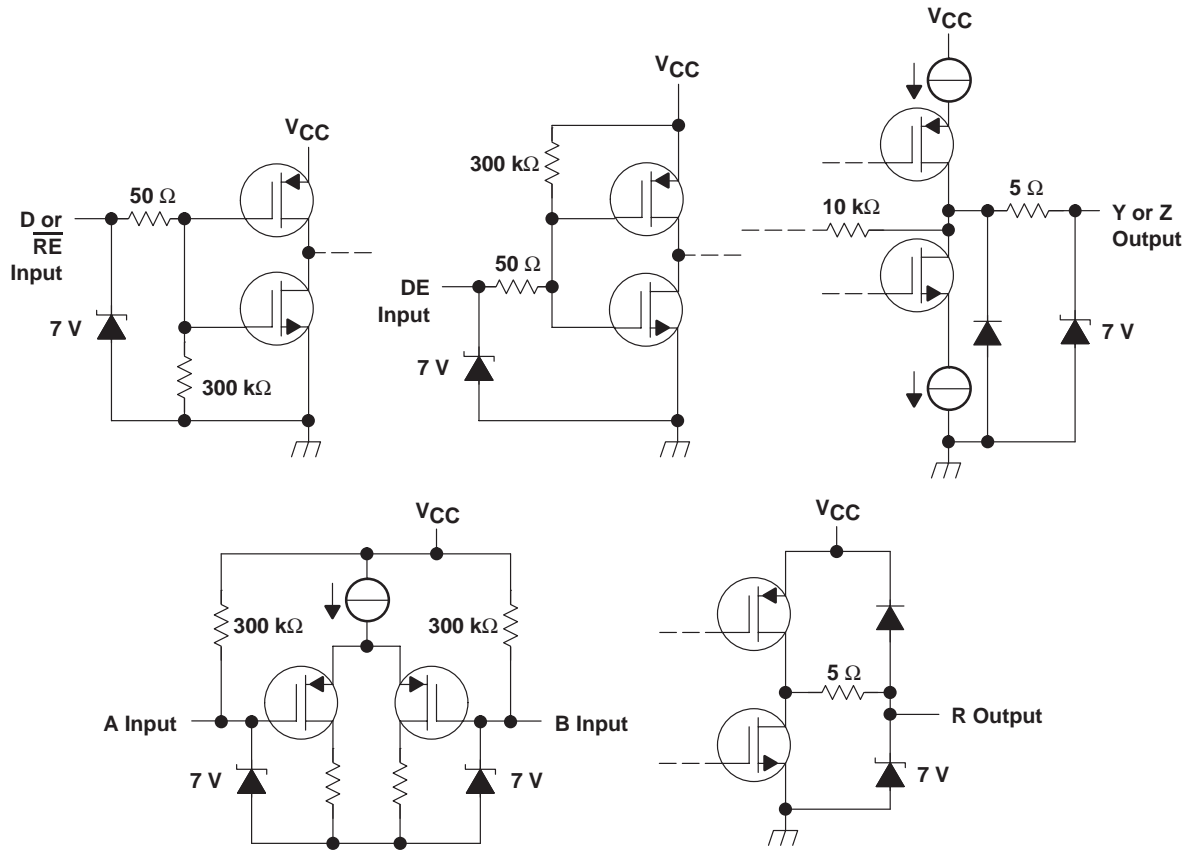 VCC
50 Ω
D or
RE
Input
7 V
300 kΩ
VCC
300 kΩ
50 Ω
DE
Input
7 V
VCC
10 kΩ
5 Ω
Y or Z
Output
7 V
VCC
300 kΩ
300 kΩ
A Input
B Input
7 V
7 V
VCC
5 Ω
R Output
7 V